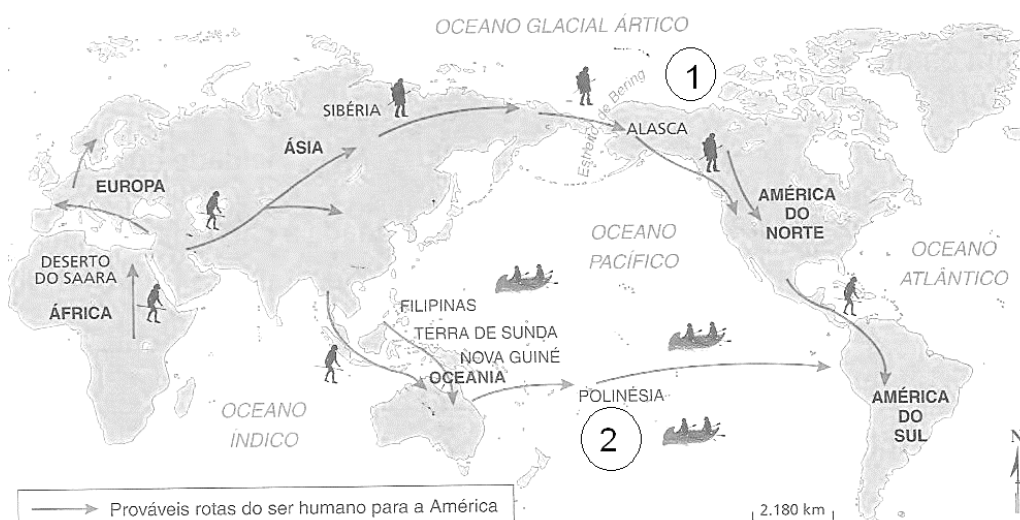 OCEANO GLACIAL ÁRTICO
1
Estreito de Bering
SIBÉRIA
ALASCA
ÁSIA
EUROPA
AMÉRICA
DO
NORTE
OCEANO
PACÍFICO
OCEANO
ATLÂNTICO
DESERTO
DO SAARA
ÁFRICA
FILIPINAS
TERRA DE SUNDA
NOVA GUINÉ
OCEANIA
POLINÉSIA
2
AMÉRICA
DO
SUL
OCEANO
ÍNDICO
N
Prováveis rotas do ser humano para a América
2.180 km